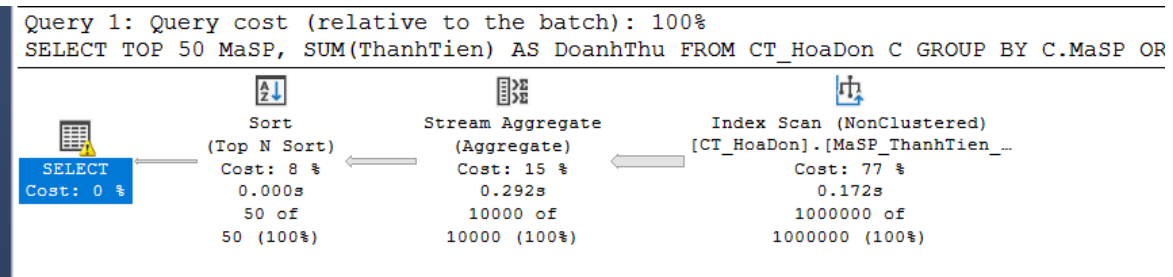 Query 1: Query cost (relative to the batch): 100%
SELECT TOP 50 MaSP, SUM(ThanhTien) AS DoanhThu FROM CT_HoaDon C GROUP BY C.MaSP OR
SELECT
Cost: 0 %
Sort
(Top N Sort)
Cost: 8 %
0.000s
50 of
50 (100%)
Stream Aggregate
(Aggregate)
Cost: 15 %
0.292s
10000 of
10000 (100%)
Index Scan (NonClustered)
[CT_HoaDon].[MaSP_ThanhTien_…
Cost: 77 %
0.172s
1000000 of
1000000 (100%)